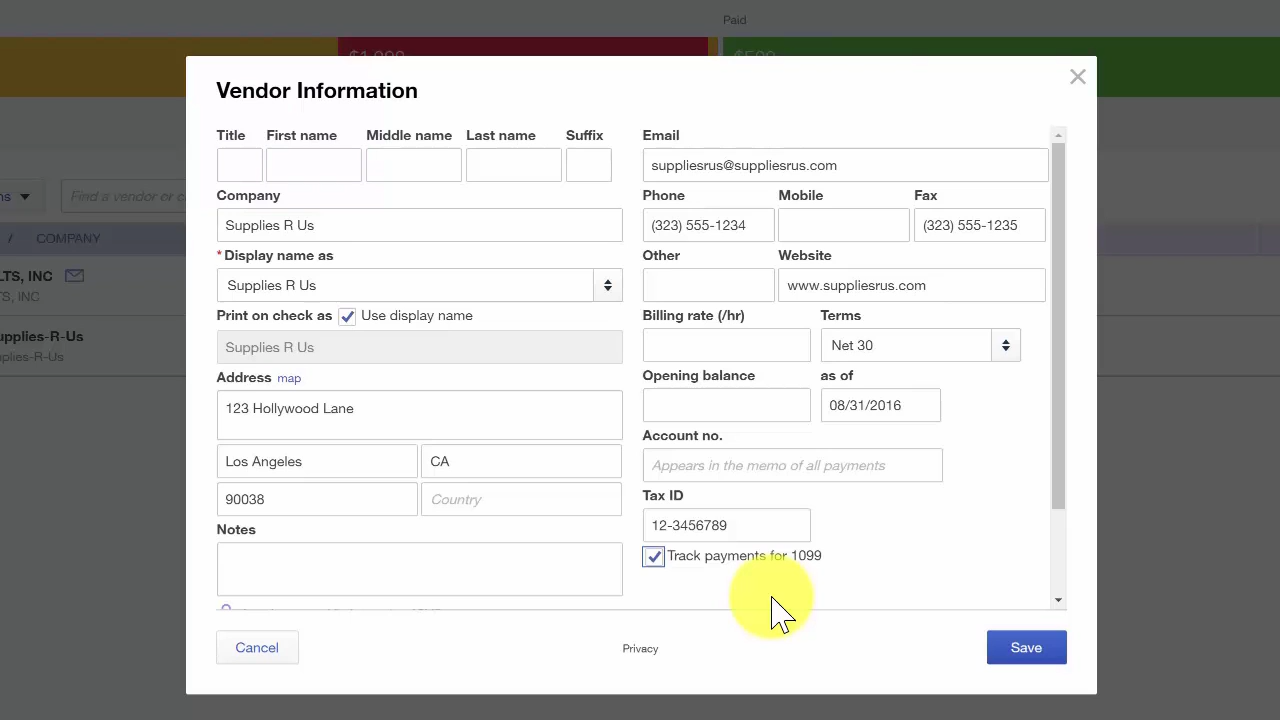 Paid
$500
Vendor Information
Title First name Middle name Last name Suffix
Company
Supplies R Us
*Display name as
Supplies R Us
Print on check as Use display name
Supplies R Us
Address map
123 Hollywood Lane
Los Angeles CA
90038 Country
Notes
Email
suppliesrus@suppliesrus.com
Phone Mobile Fax
(323) 555-1234 (323) 555-1235
Other Website
www.suppliesrus.com
Billing rate (/hr) Terms
Net 30
Opening balance as of
08/31/2016
Account no.
Appears in the memo of all payments
Tax ID
12-3456789
Track payments for 1099
Cancel Privacy Save
Find a vendor or
/ COMPANY
LTS, INC
TS, INC
upplies-R-Us
pplies-R-Us